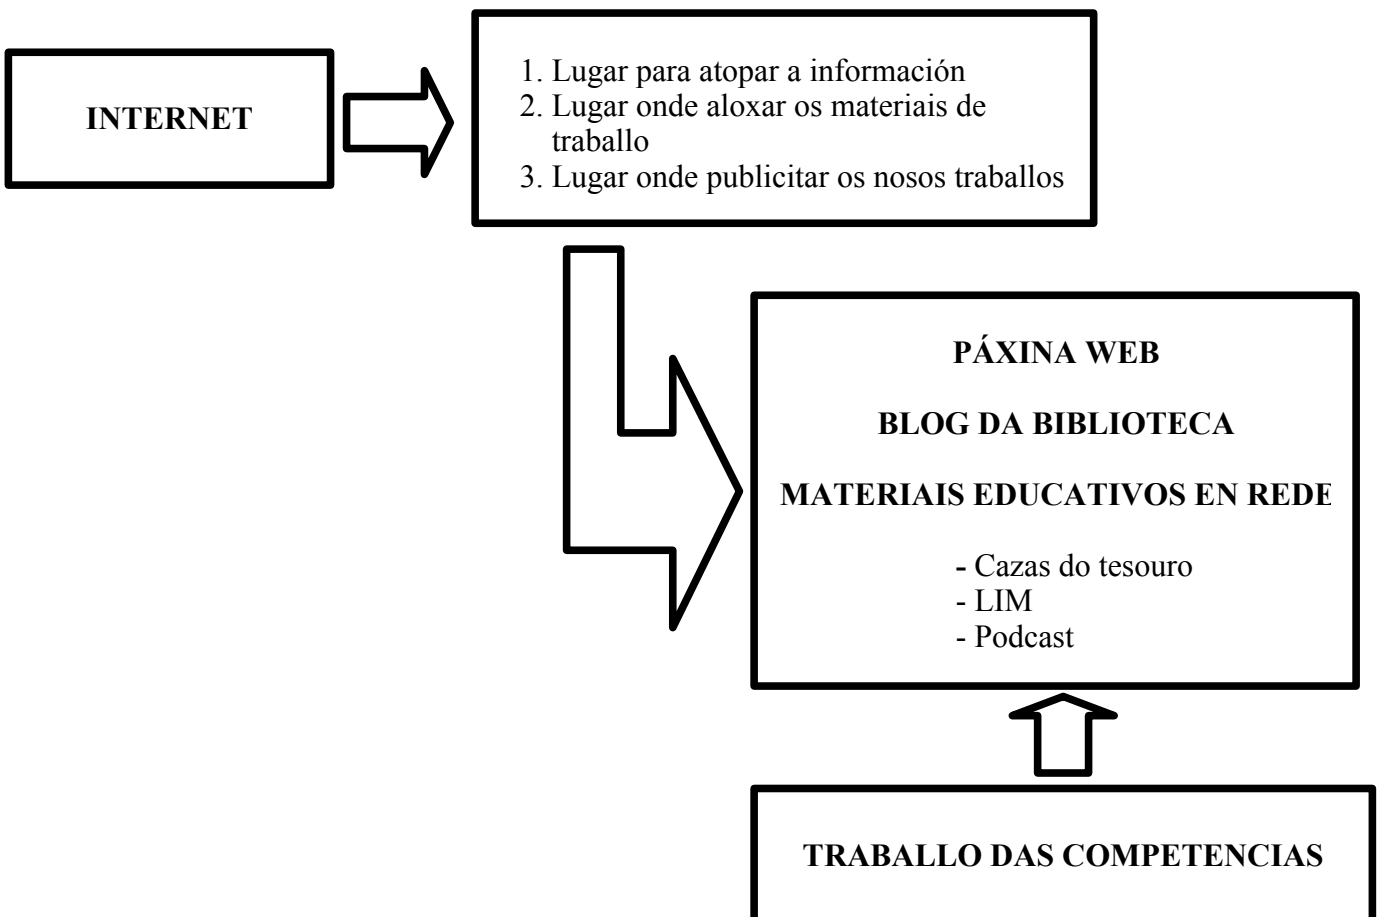 INTERNET
1. Lugar para atopar a información
2. Lugar onde aloxar os materiais de
traballo
3. Lugar onde publicitar os nosos traballos
PÁXINA WEB
BLOG DA BIBLIOTECA
MATERIAIS EDUCATIVOS EN REDE
- Cazas do tesouro
- LIM
- Podcast
TRABALLO DAS COMPETENCIAS